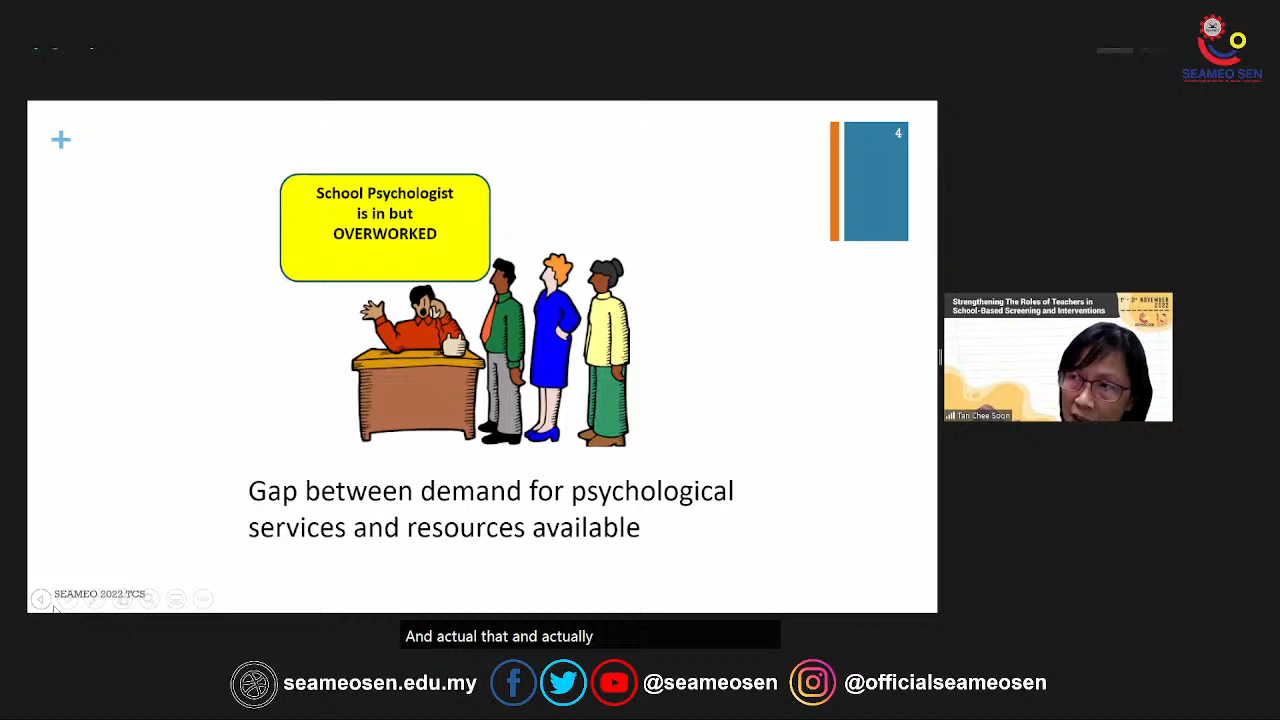 SEAMEO SEN
4
School Psychologist
is in but
OVERWORKED
Strengthening The Roles of Teachers in
School-Based Screening and Interventions
1st - 3rd NOVEMBER
2022
Tan Chee Soon
Gap between demand for psychological
services and resources available
SEAMEO 2022 TCS
And actual that and actually
seameosen.edu.my
@seameosen
@officialseameosen